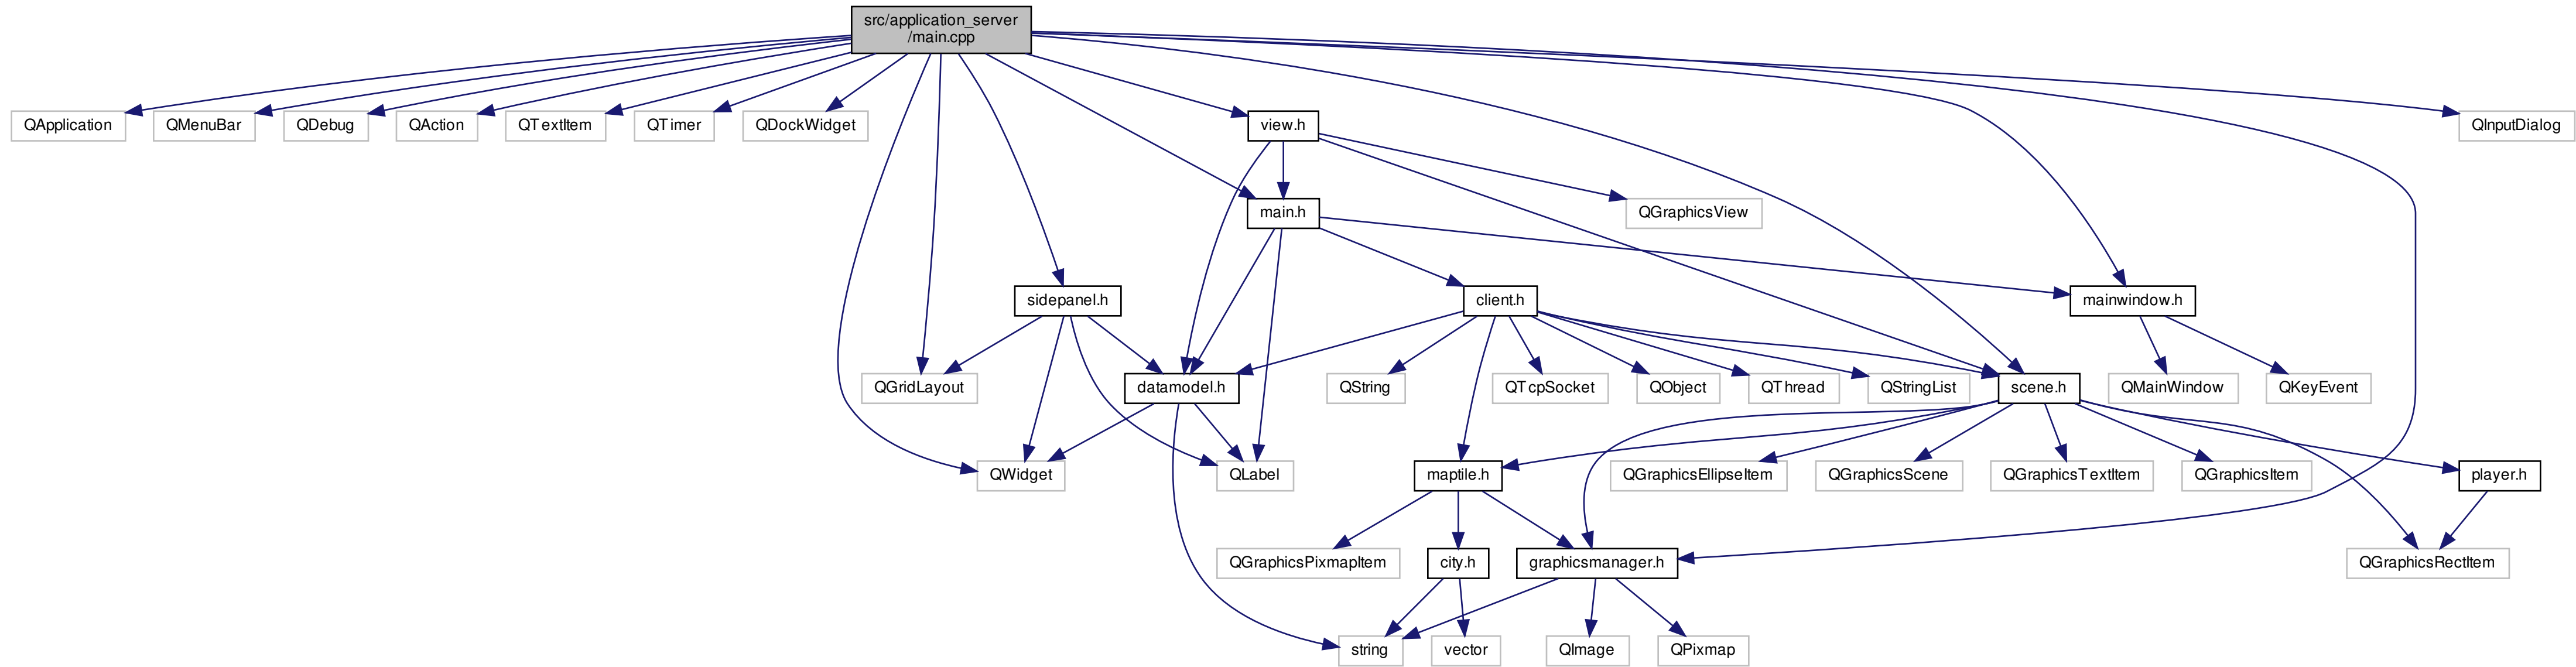 src/application_server
/main.cpp
QApplication
QMenuBar
QDebug
QAction
QTextItem
QTimer
QDockWidget
view.h
QInputDialog
main.h
QGraphicsView
sidepanel.h
client.h
mainwindow.h
QGridLayout
datamodel.h
QString
QTcpSocket
QObject
QThread
QStringList
scene.h
QMainWindow
QKeyEvent
QWidget
QLabel
maptile.h
QGraphicsEllipseItem
QGraphicsScene
QGraphicsTextItem
QGraphicsItem
player.h
QGraphicsPixmapItem
city.h
graphicsmanager.h
QGraphicsRectItem
string
vector
QImage
QPixmap